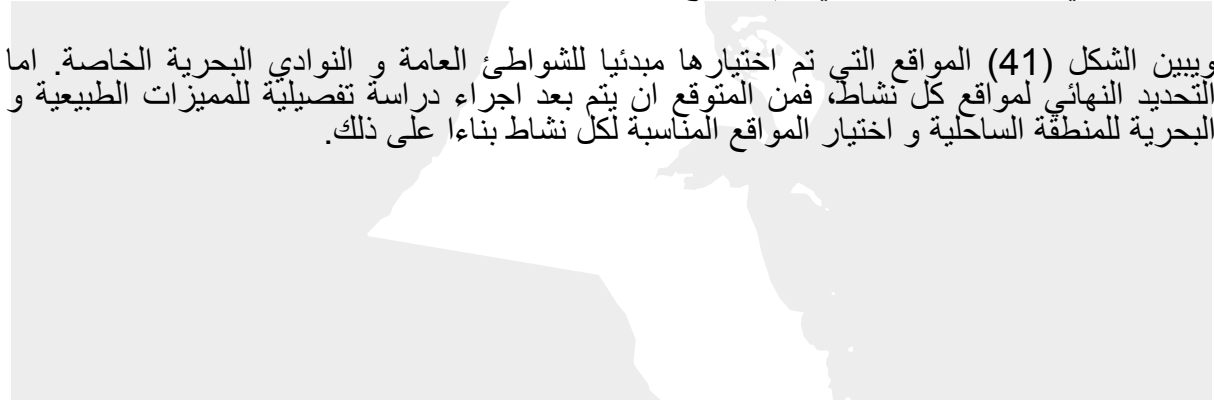 ويبين الشكل (41) المواقع التي تم اختيارها مبدئيا للشواطئ العامة و النوادي البحرية الخاصة. اما
التحديد النهائي لمواقع كل نشاط، فمن المتوقع ان يتم بعد اجراء دراسة تفصيلية للمميزات الطبيعية و
البحرية للمنطقة الساحلية و اختيار المواقع المناسبة لكل نشاط بناءا على ذلك.